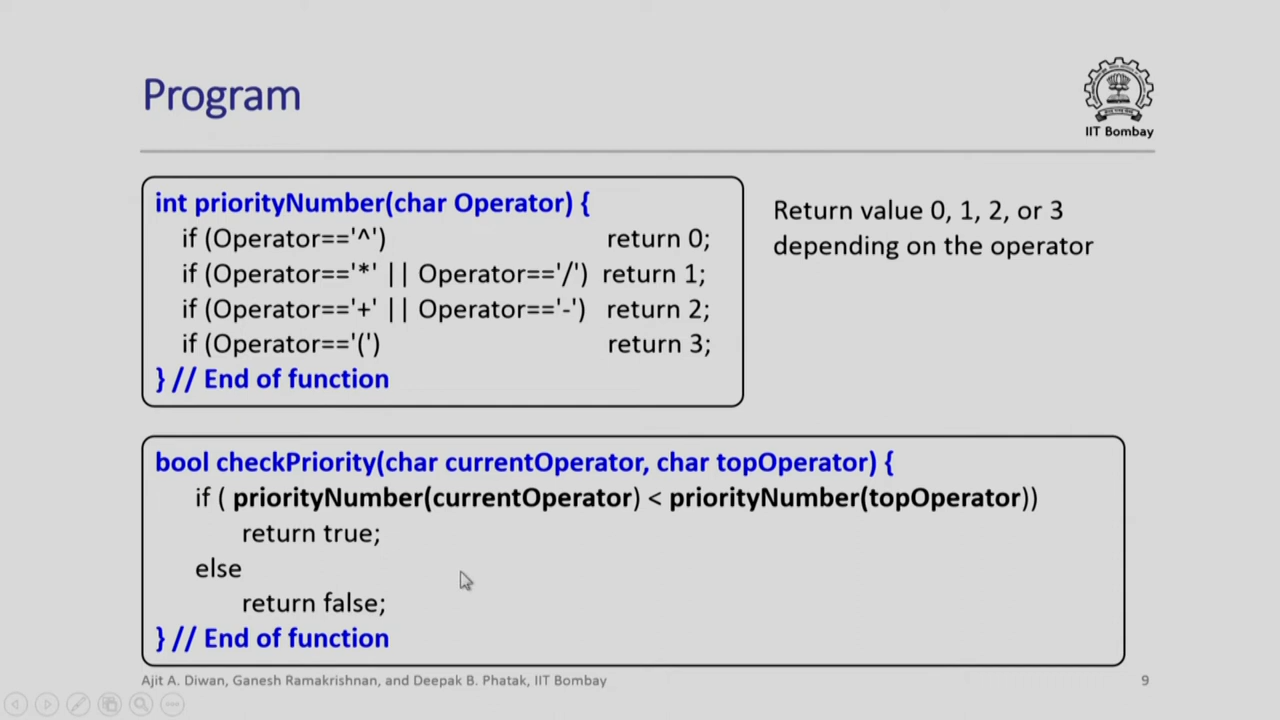 Program
IIT Bombay
int priorityNumber(char Operator) {
if (Operator=='^') return 0;
if (Operator=='*' || Operator=='/') return 1;
if (Operator=='+' || Operator=='-') return 2;
if (Operator=='(') return 3;
} // End of function
Return value 0, 1, 2, or 3
depending on the operator
bool checkPriority(char currentOperator, char topOperator) {
if ( priorityNumber(currentOperator) < priorityNumber(topOperator))
return true;
else
return false;
} // End of function
Ajit A. Diwan, Ganesh Ramakrishnan, and Deepak B. Phatak, IIT Bombay
9